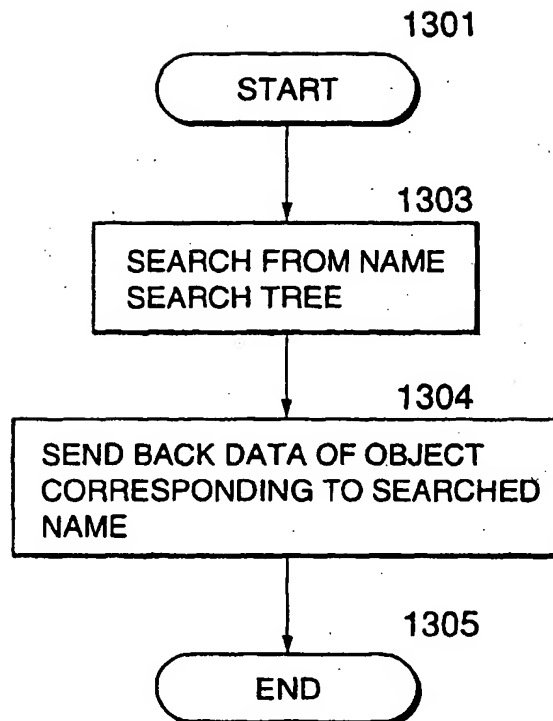 1301
START
1303
SEARCH FROM NAME
SEARCH TREE
1304
SEND BACK DATA OF OBJECT
CORRESPONDING TO SEARCHED
NAME
1305
END